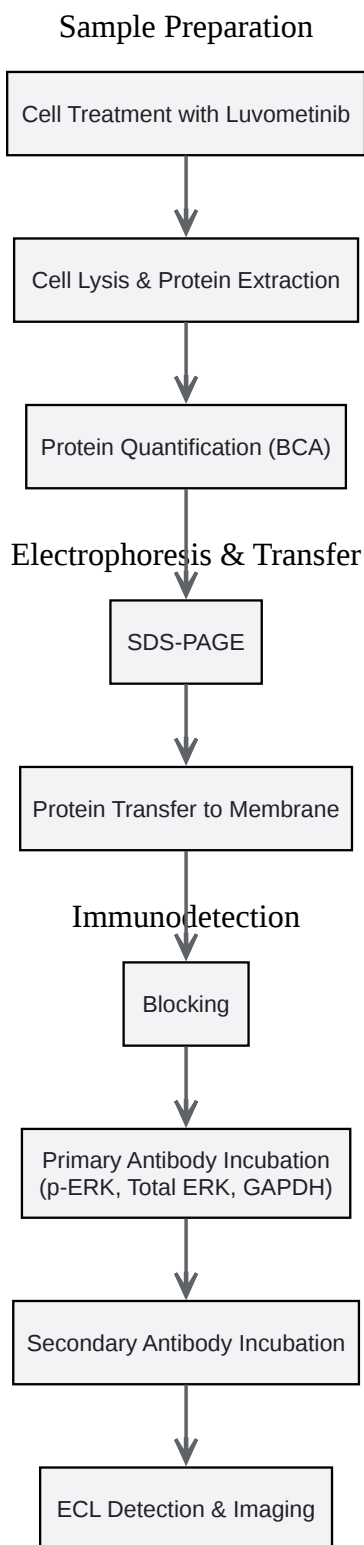 Sample Preparation
Cell Treatment with Luvometinib
Cell Lysis & Protein Extraction
Protein Quantification (BCA)
Electrophoresis & Transfer
SDS-PAGE
Protein Transfer to Membrane
Immunodetection
Blocking
Primary Antibody Incubation
(p-ERK, Total ERK, GAPDH)
Secondary Antibody Incubation
ECL Detection & Imaging